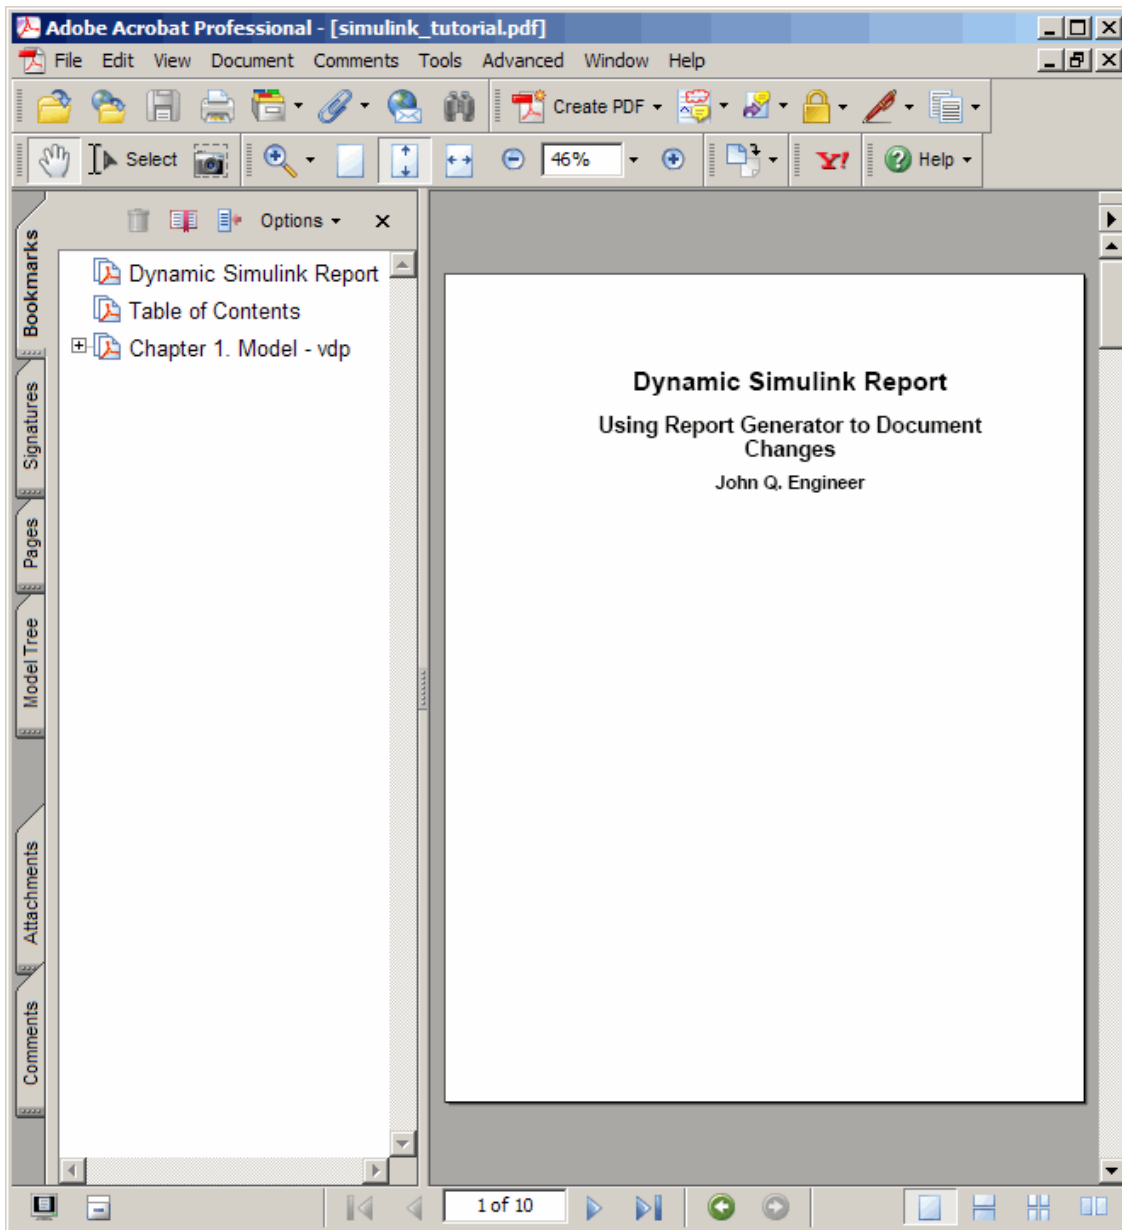 Adobe Acrobat Professional - [simulink_tutorial.pdf]
File Edit View Document Comments Tools Advanced Window Help
Create PDF
Select 46% Y! Help
Options
Bookmarks
Signatures
Pages
Model Tree
Attachments
Comments
Dynamic Simulink Report
Table of Contents
Chapter 1. Model - vdp
Dynamic Simulink Report
Using Report Generator to Document
Changes
John Q. Engineer
1 of 10